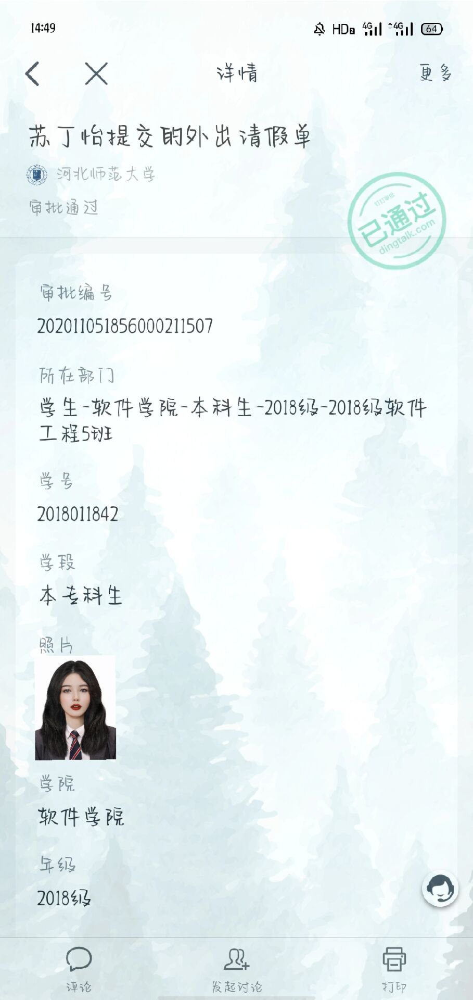 14:49
HD2 4G 4G 64
详情
更多
苏丁怡提交的外出请假单
河北师范大学
审批通过
钉钉审批
已通过
dingtalk.com
审批编号
202011051856000211507
所在部门
学生-软件学院-本科生-2018级-2018级软件
工程5班
学号
2018011842
学段
本专科生
照片
学院
软件学院
年级
2018级
评论
发起讨论
打印